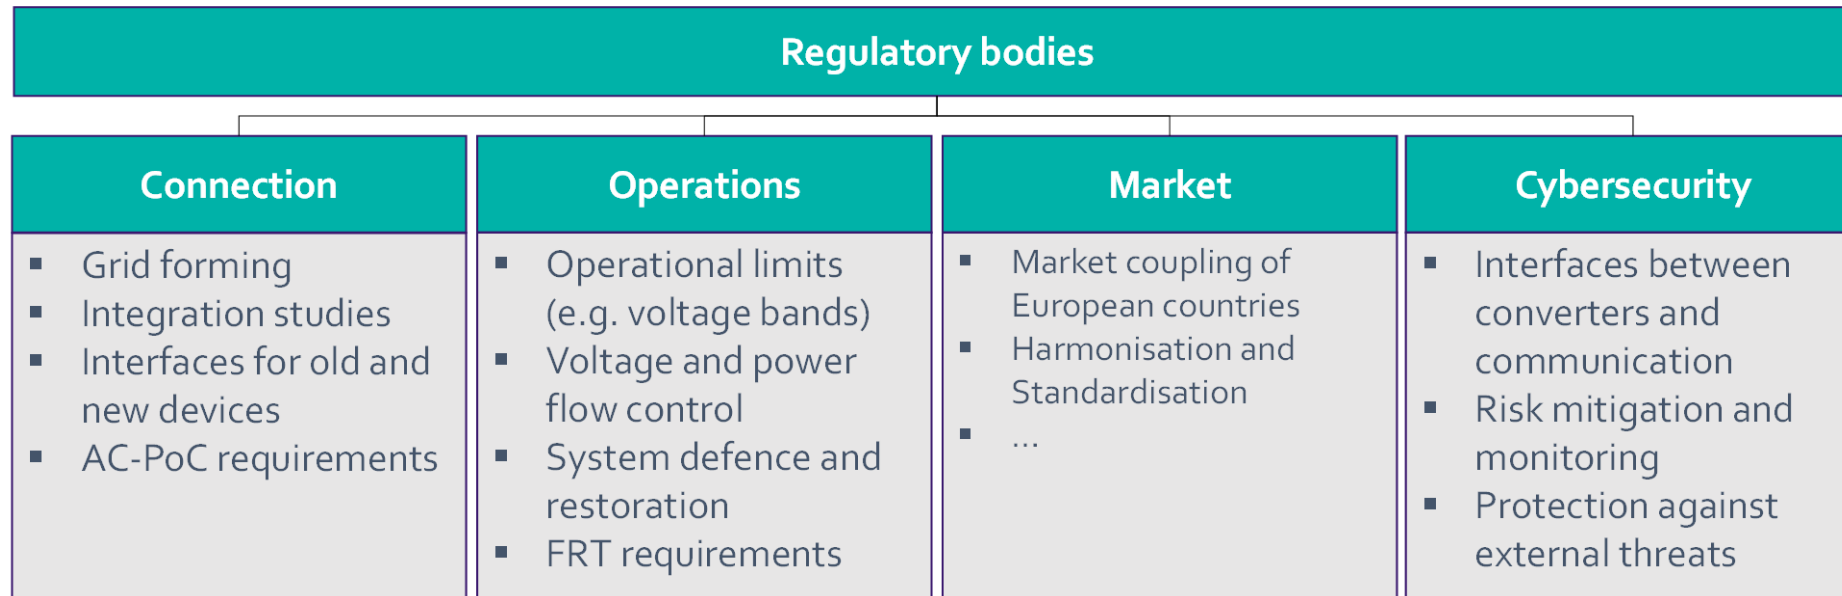 Regulatory bodies
Connection
▪ Grid forming
▪ Integration studies
▪ Interfaces for old and
new devices
▪ AC-PoC requirements
Operations
▪ Operational limits
(e.g. voltage bands)
▪ Voltage and power
flow control
▪ System defence and
restoration
▪ FRT requirements
Market
▪ Market coupling of
European countries
▪ Harmonisation and
Standardisation
▪ ...
Cybersecurity
▪ Interfaces between
converters and
communication
▪ Risk mitigation and
monitoring
▪ Protection against
external threats